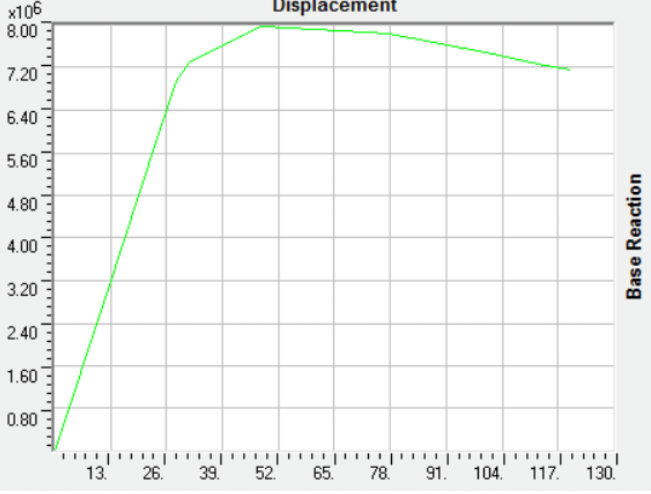 Displacement
x10⁶
8.00
7.20
6.40
5.60
4.80
4.00
3.20
2.40
1.60
0.80
13. 26. 39. 52. 65. 78. 91. 104. 117. 130.
Base Reaction